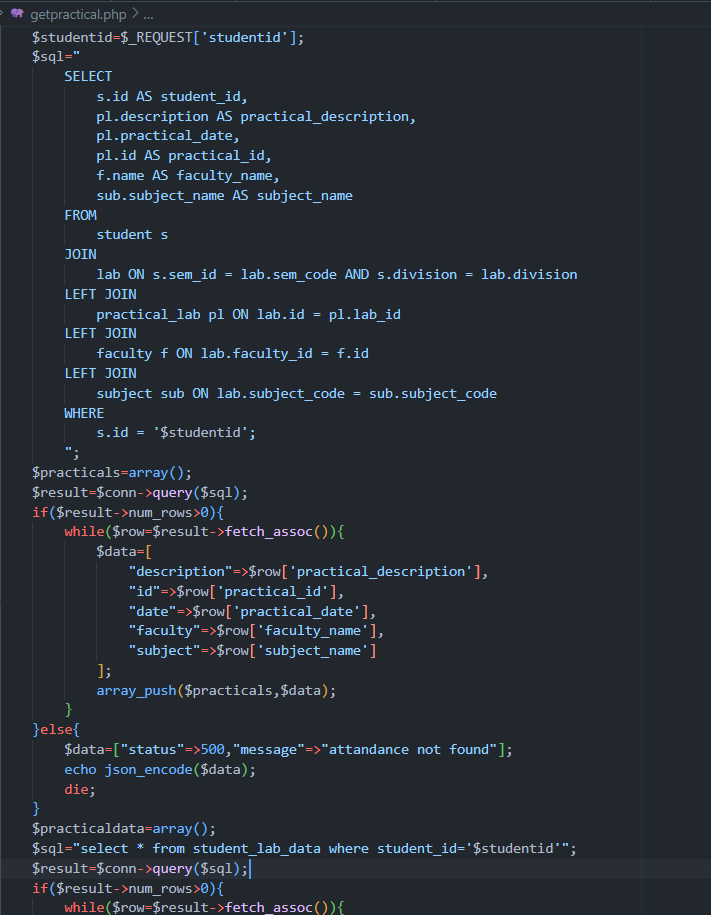 getpractical.php > ...
$studentid=$_REQUEST['studentid'];
$sql="
SELECT
s.id AS student_id,
pl.description AS practical_description,
pl.practical_date,
pl.id AS practical_id,
f.name AS faculty_name,
sub.subject_name AS subject_name
FROM
student s
JOIN
lab ON s.sem_id = lab.sem_code AND s.division = lab.division
LEFT JOIN
practical_lab pl ON lab.id = pl.lab_id
LEFT JOIN
faculty f ON lab.faculty_id = f.id
LEFT JOIN
subject sub ON lab.subject_code = sub.subject_code
WHERE
s.id = '$studentid';
";
$practicals=array();
$result=$conn->query($sql);
if($result->num_rows>0){
while($row=$result->fetch_assoc()){
$data=[
"description"=>$row['practical_description'],
"id"=>$row['practical_id'],
"date"=>$row['practical_date'],
"faculty"=>$row['faculty_name'],
"subject"=>$row['subject_name']
];
array_push($practicals,$data);
}
}else{
$data=["status"=>500,"message"=>"attandance not found"];
echo json_encode($data);
die;
}
$practicaldata=array();
$sql="select * from student_lab_data where student_id='$studentid'";
$result=$conn->query($sql);
if($result->num_rows>0){
while($row=$result->fetch_assoc()){